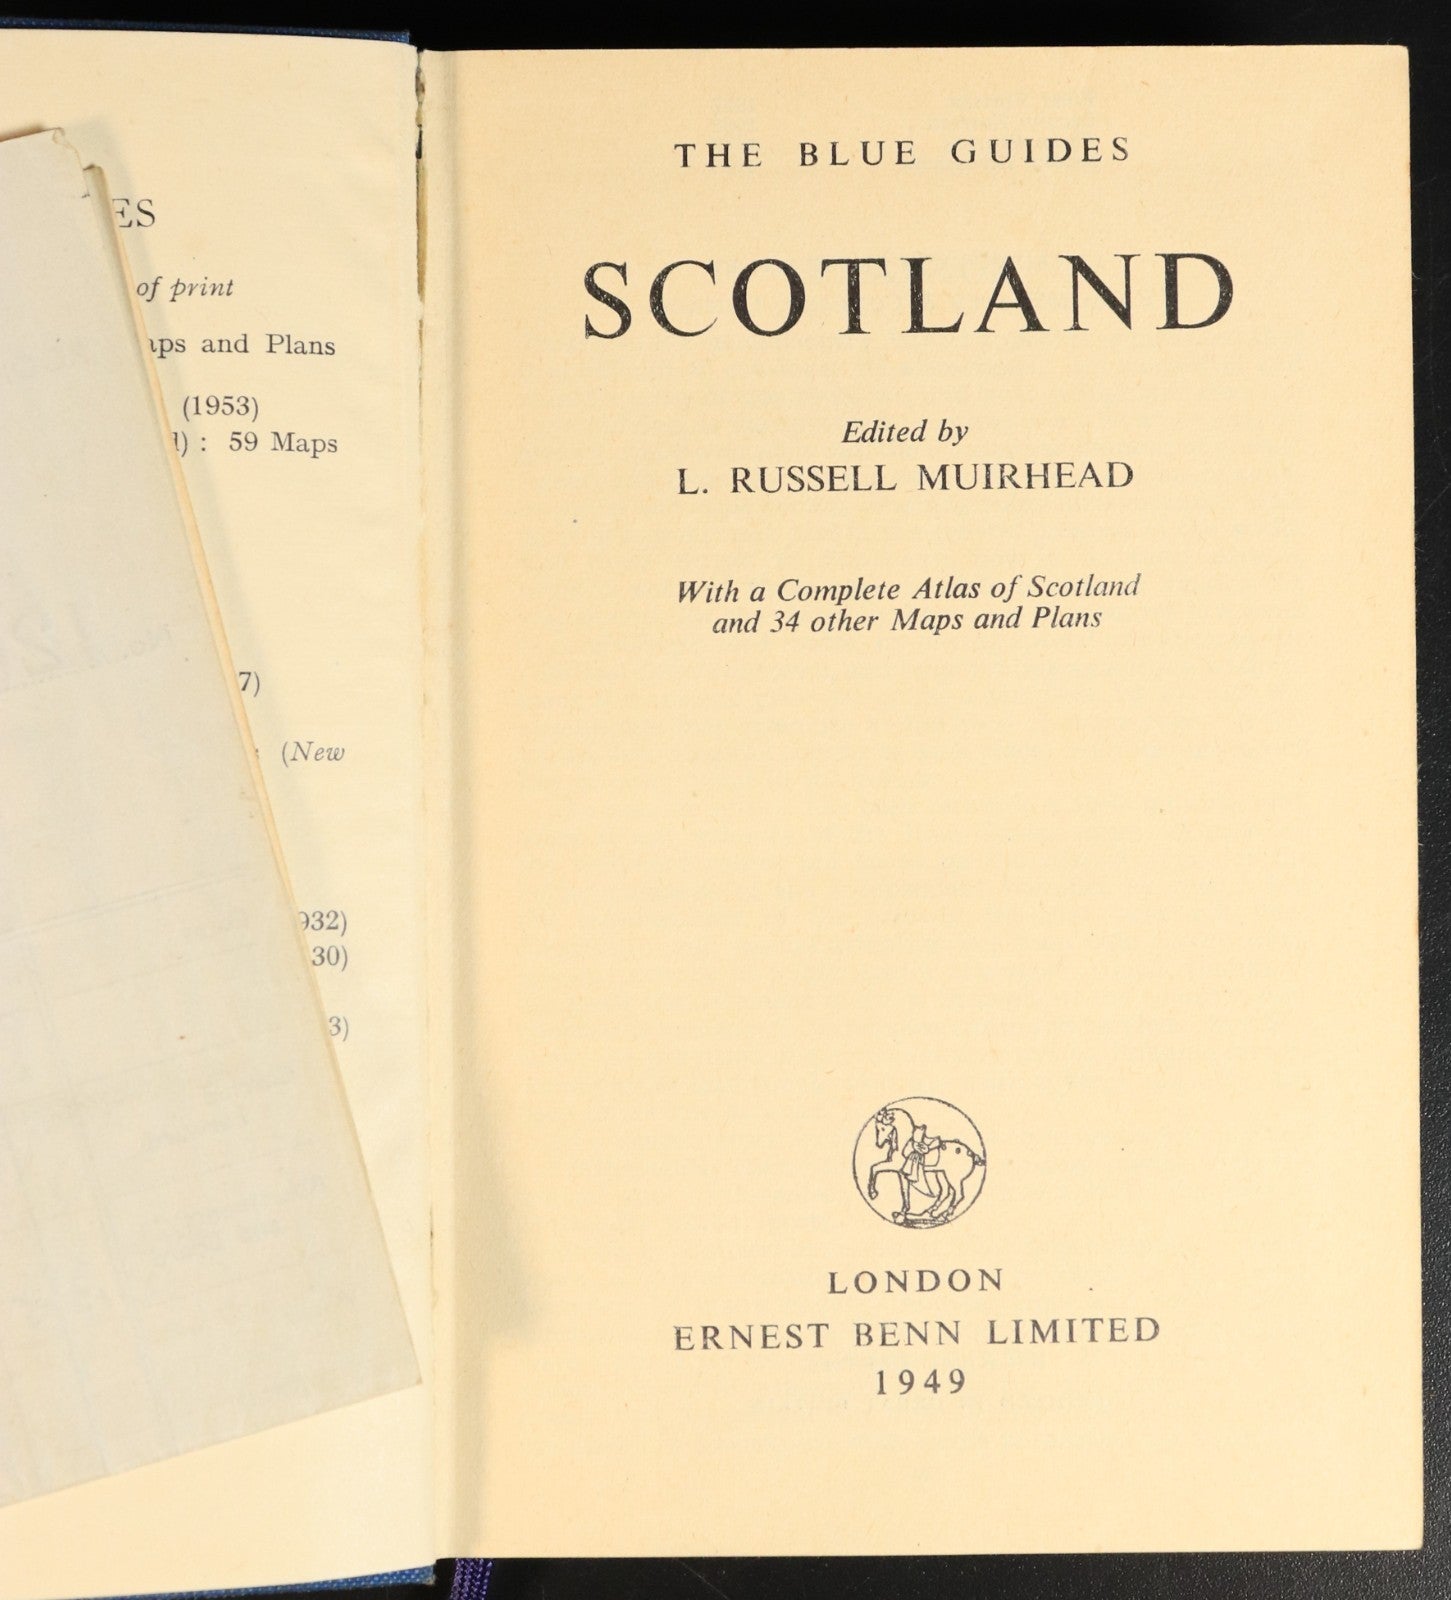 ES
of print
aps and Plans
(1953)
d) : 59 Maps
7)
(New
932)
30)
3)
THE BLUE GUIDES
SCOTLAND
Edited by
L. RUSSELL MUIRHEAD
With a Complete Atlas of Scotland
and 34 other Maps and Plans
LONDON
ERNEST BENN LIMITED
1949